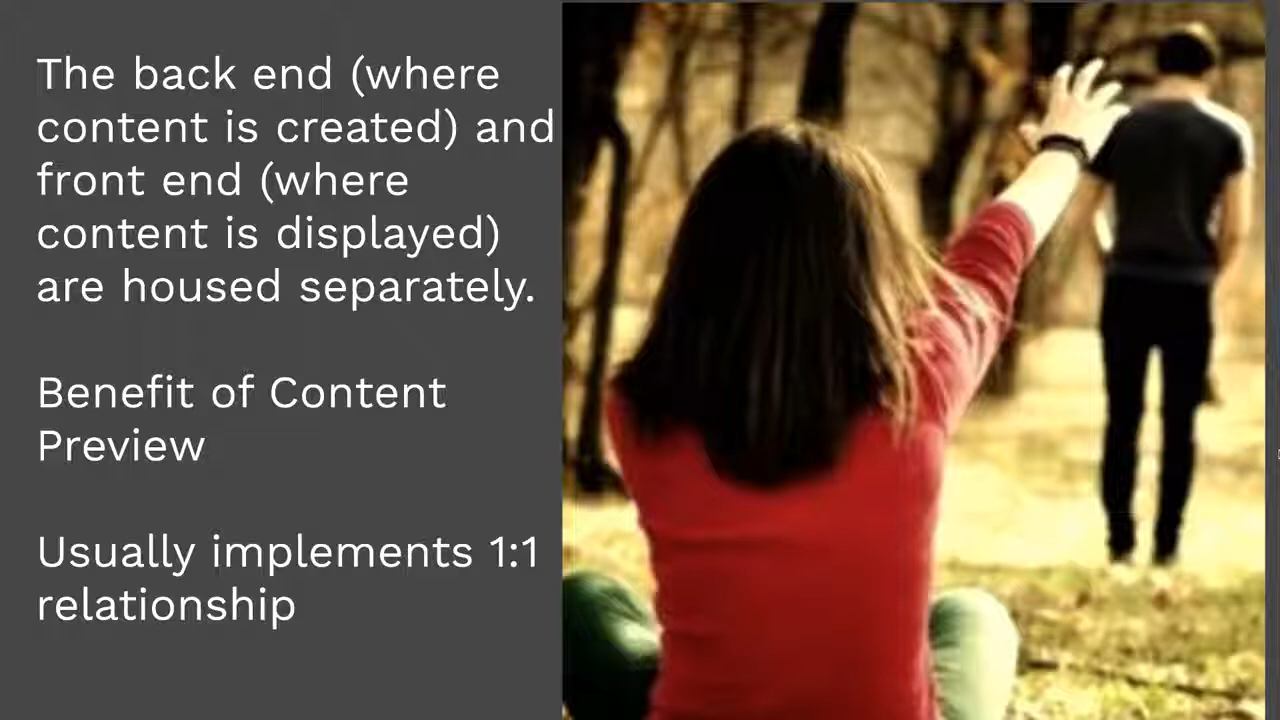 The back end (where
content is created) and
front end (where
content is displayed)
are housed separately.
Benefit of Content
Preview
Usually implements 1:1
relationship